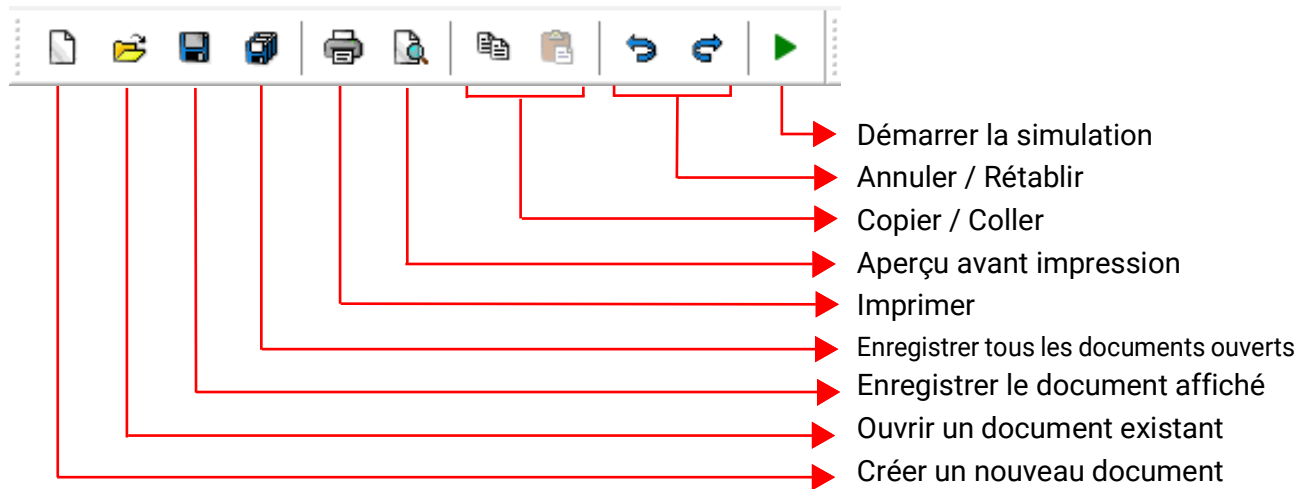 Démarrer la simulation
Annuler / Rétablir
Copier / Coller
Aperçu avant impression
Imprimer
Enregistrer tous les documents ouverts
Enregistrer le document affiché
Ouvrir un document existant
Créer un nouveau document